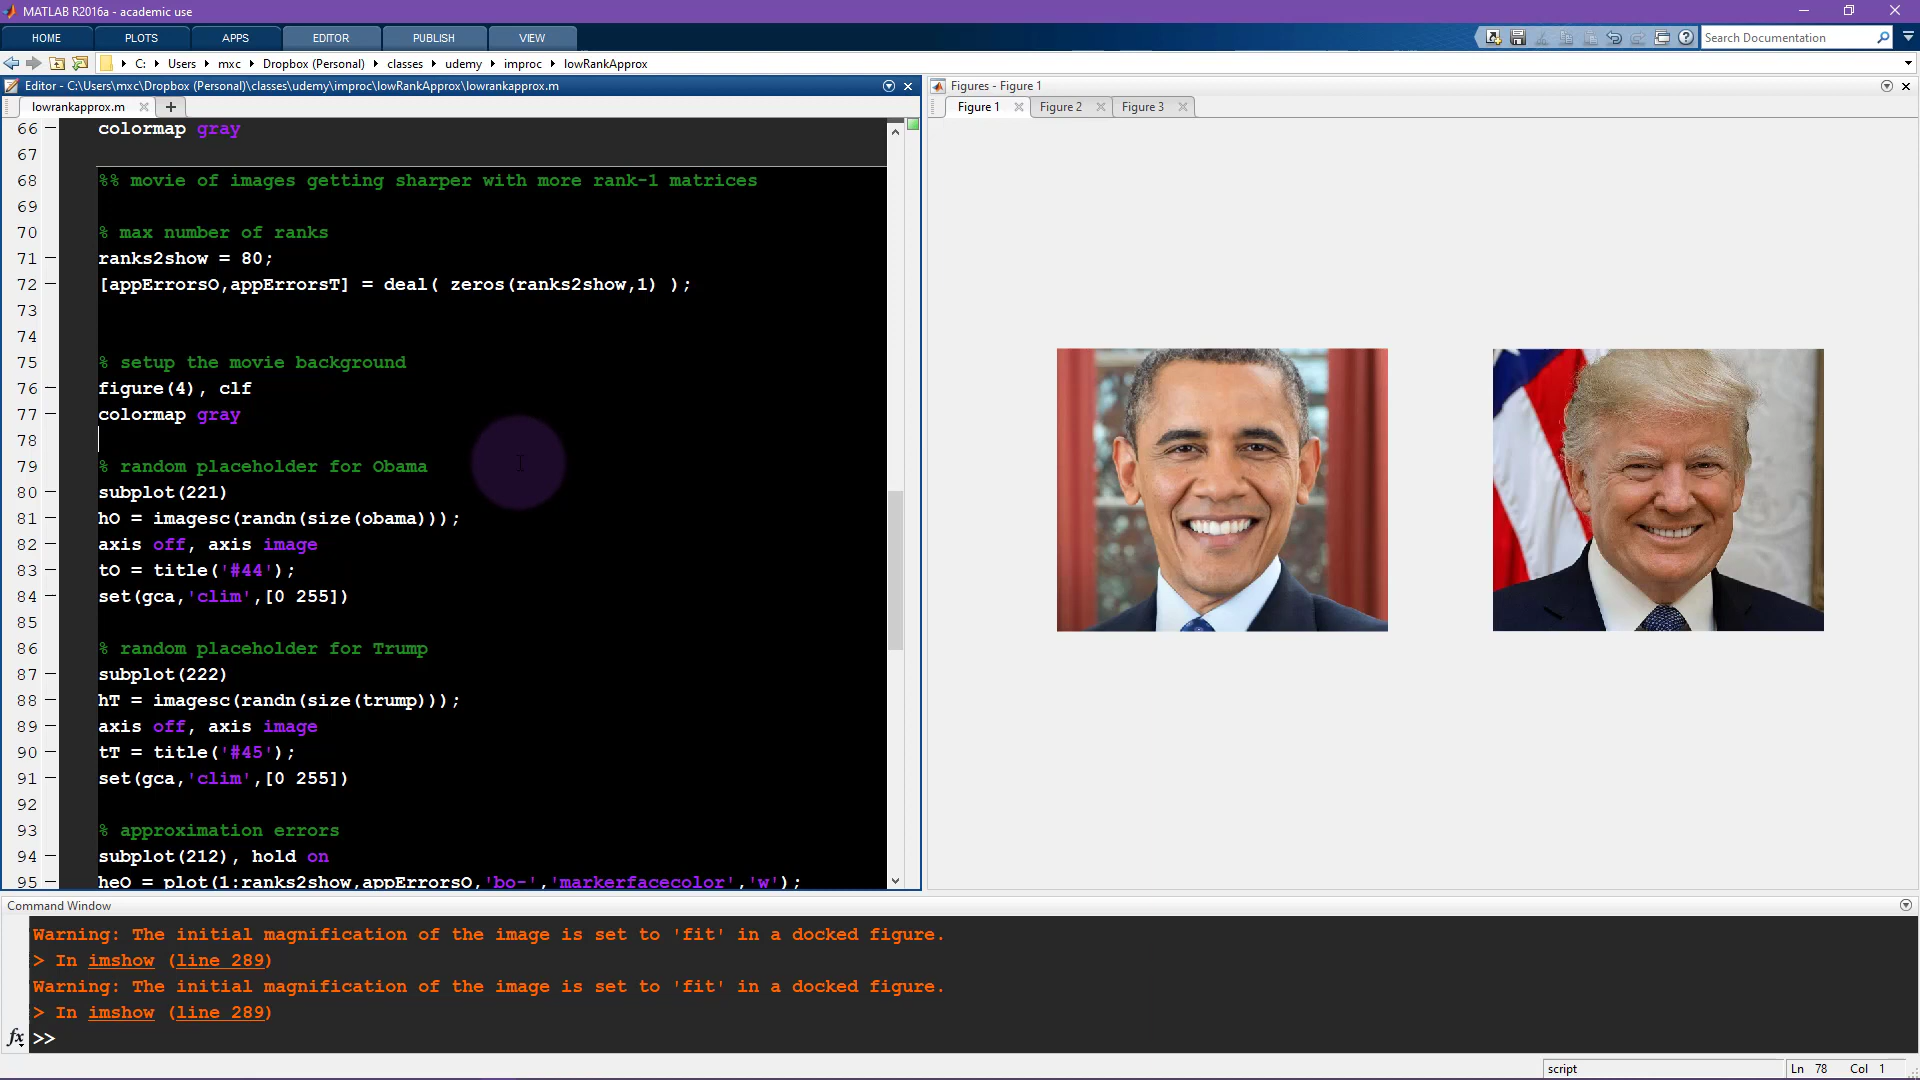 MATLAB R2016a - academic use
HOME PLOTS APPS EDITOR PUBLISH VIEW Search Documentation
C: Users mxc Dropbox (Personal) classes udemy improc lowRankApprox
Editor - C:\Users\mxc\Dropbox (Personal)\classes\udemy\improc\lowRankApprox\lowrankapprox.m
lowrankapprox.m
66 colormap gray
67
68 %% movie of images getting sharper with more rank-1 matrices
69
70 % max number of ranks
71 ranks2show = 80;
72 [appErrorsO,appErrorsT] = deal( zeros(ranks2show,1) );
73
74
75 % setup the movie background
76 figure(4), clf
77 colormap gray
78
79 % random placeholder for Obama
80 subplot(221)
81 hO = imagesc(randn(size(obama)));
82 axis off, axis image
83 tO = title('#44');
84 set(gca,'clim',[0 255])
85
86 % random placeholder for Trump
87 subplot(222)
88 hT = imagesc(randn(size(trump)));
89 axis off, axis image
90 tT = title('#45');
91 set(gca,'clim',[0 255])
92
93 % approximation errors
94 subplot(212), hold on
95 heO = plot(1:ranks2show,appErrorsO,'bo-','markerfacecolor','w');
Figures - Figure 1
Figure 1 Figure 2 Figure 3
Command Window
Warning: The initial magnification of the image is set to 'fit' in a docked figure.
> In imshow (line 289)
Warning: The initial magnification of the image is set to 'fit' in a docked figure.
> In imshow (line 289)
fx >>
script Ln 78 Col 1